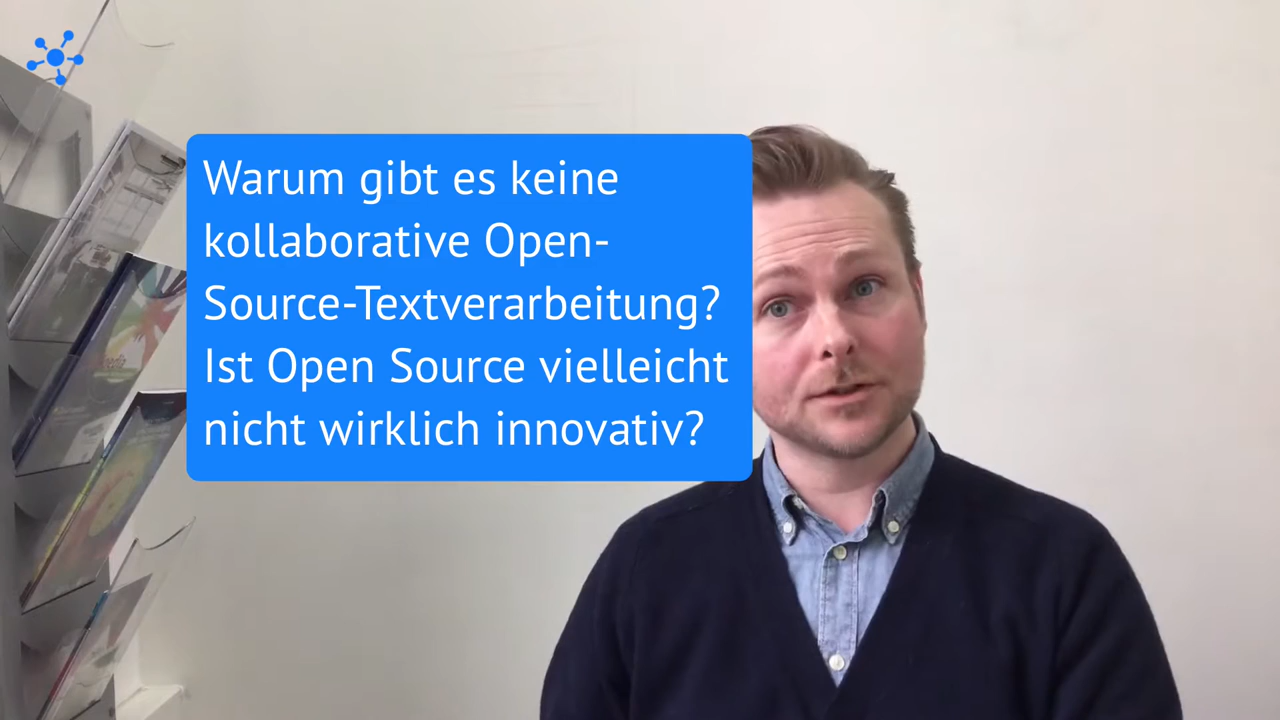 Warum gibt es keine
kollaborative Open-
Source-Textverarbeitung?
Ist Open Source vielleicht
nicht wirklich innovativ?